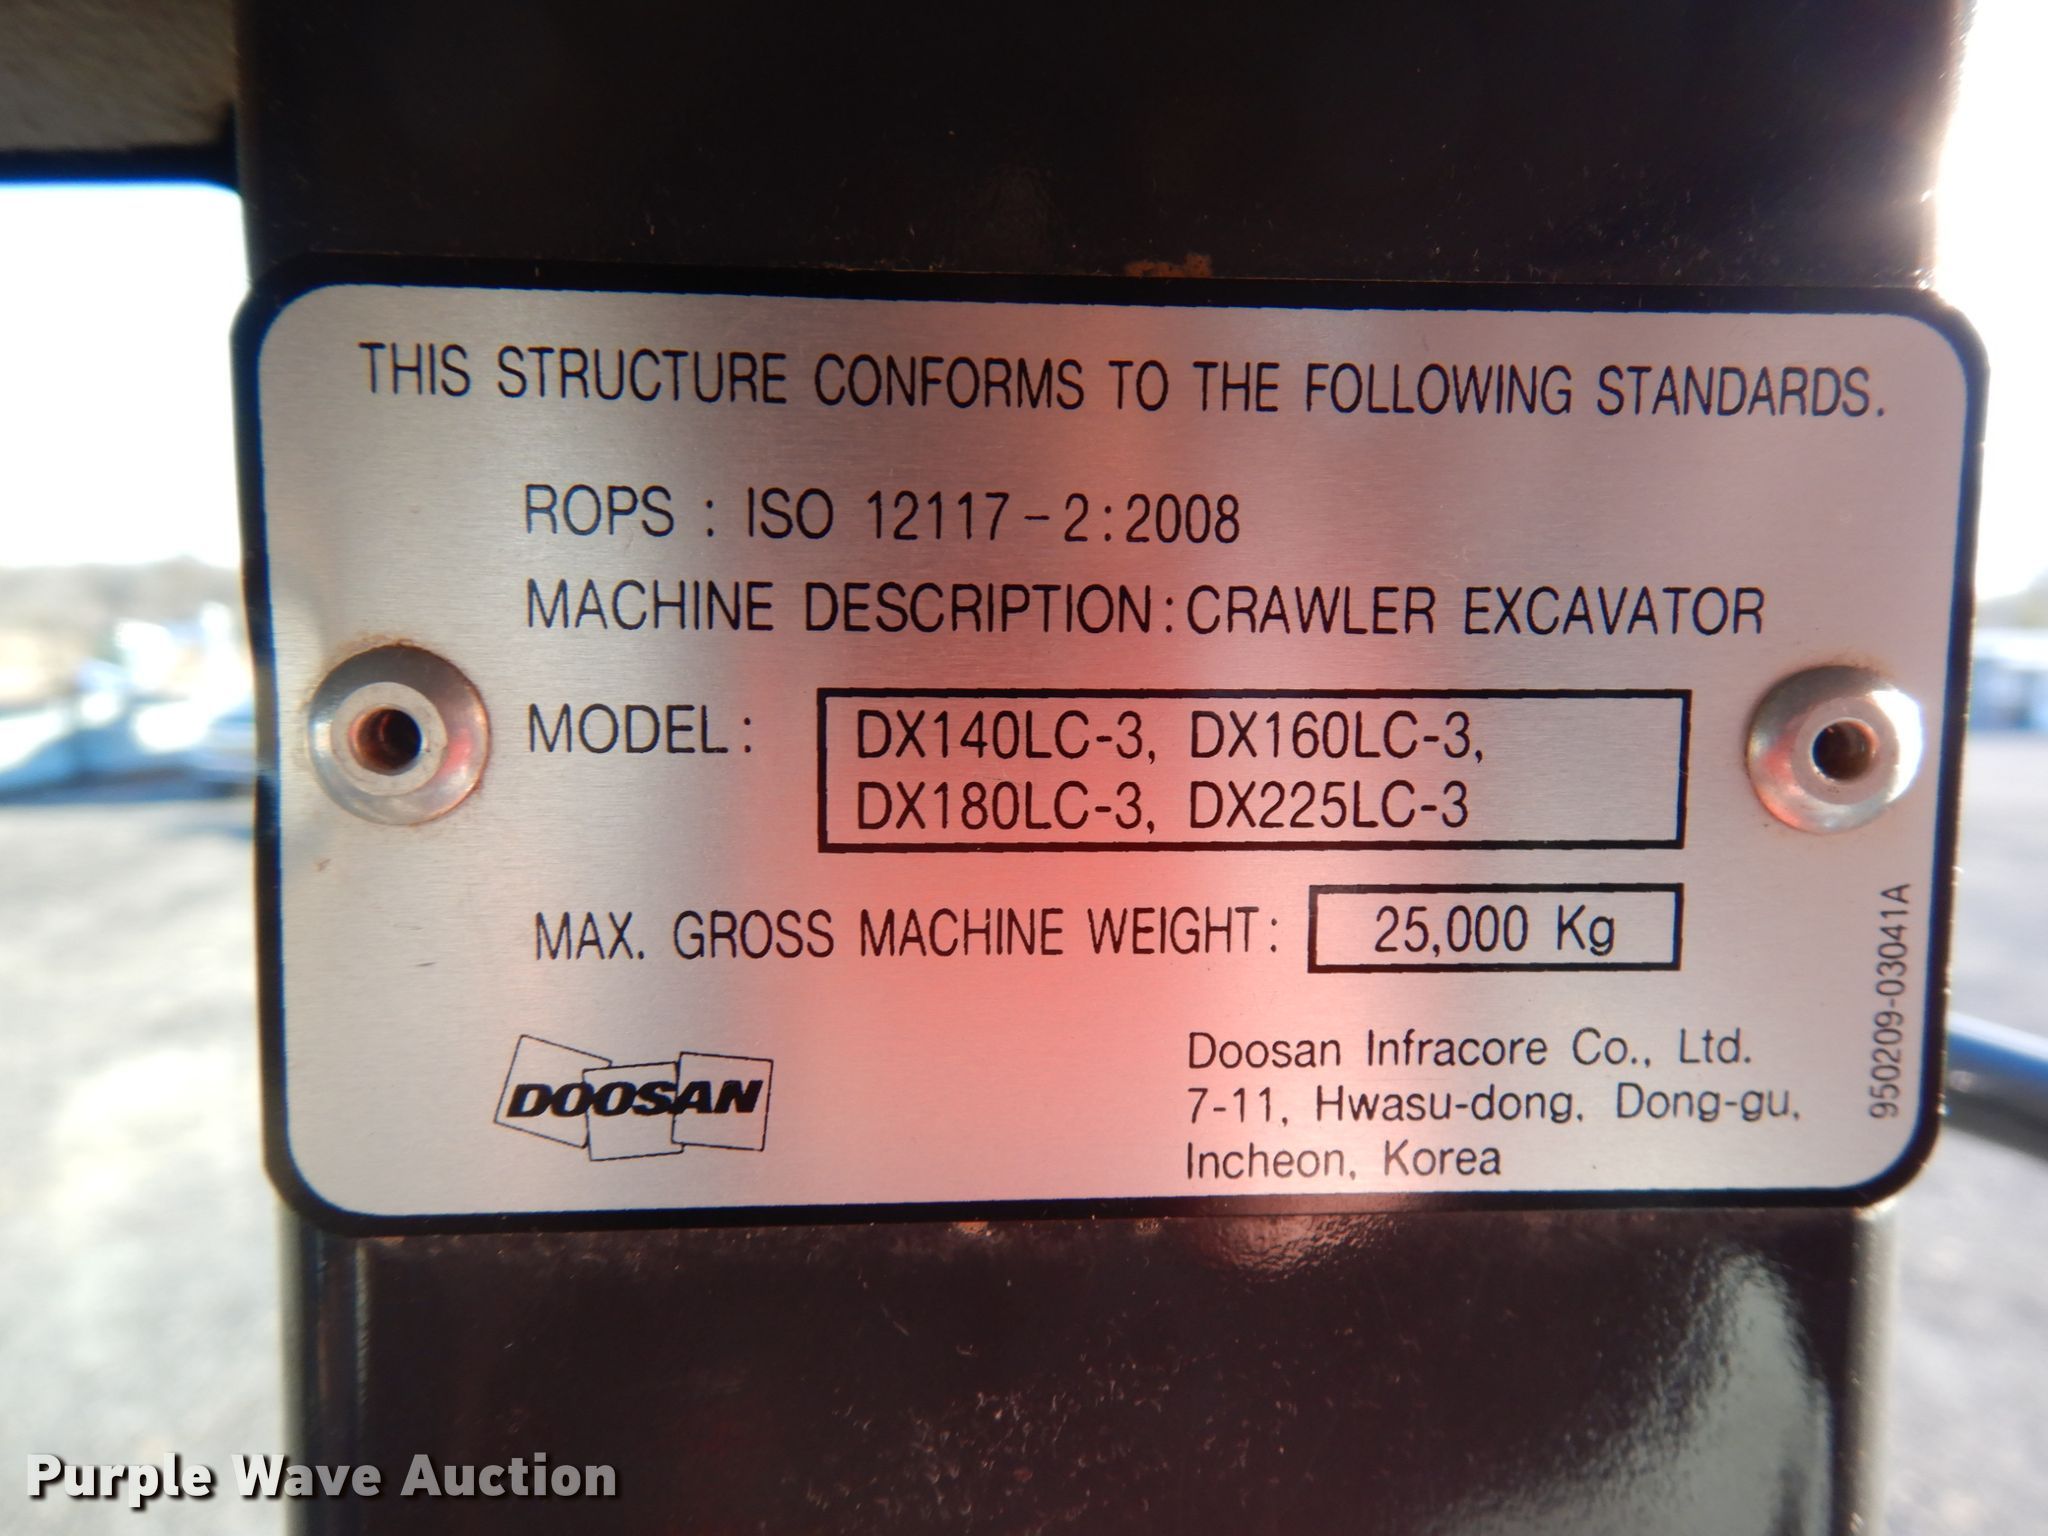 THIS STRUCTURE CONFORMS TO THE FOLLOWING STANDARDS.
ROPS : ISO 12117-2:2008
MACHINE DESCRIPTION: CRAWLER EXCAVATOR
MODEL: DX140LC-3, DX160LC-3,
DX180LC-3, DX225LC-3
MAX. GROSS MACHINE WEIGHT: 25,000 Kg
DOOSAN
Doosan Infracore Co., Ltd.
7-11, Hwasu-dong, Dong-gu,
Incheon, Korea
950209-03041A
Purple Wave Auction